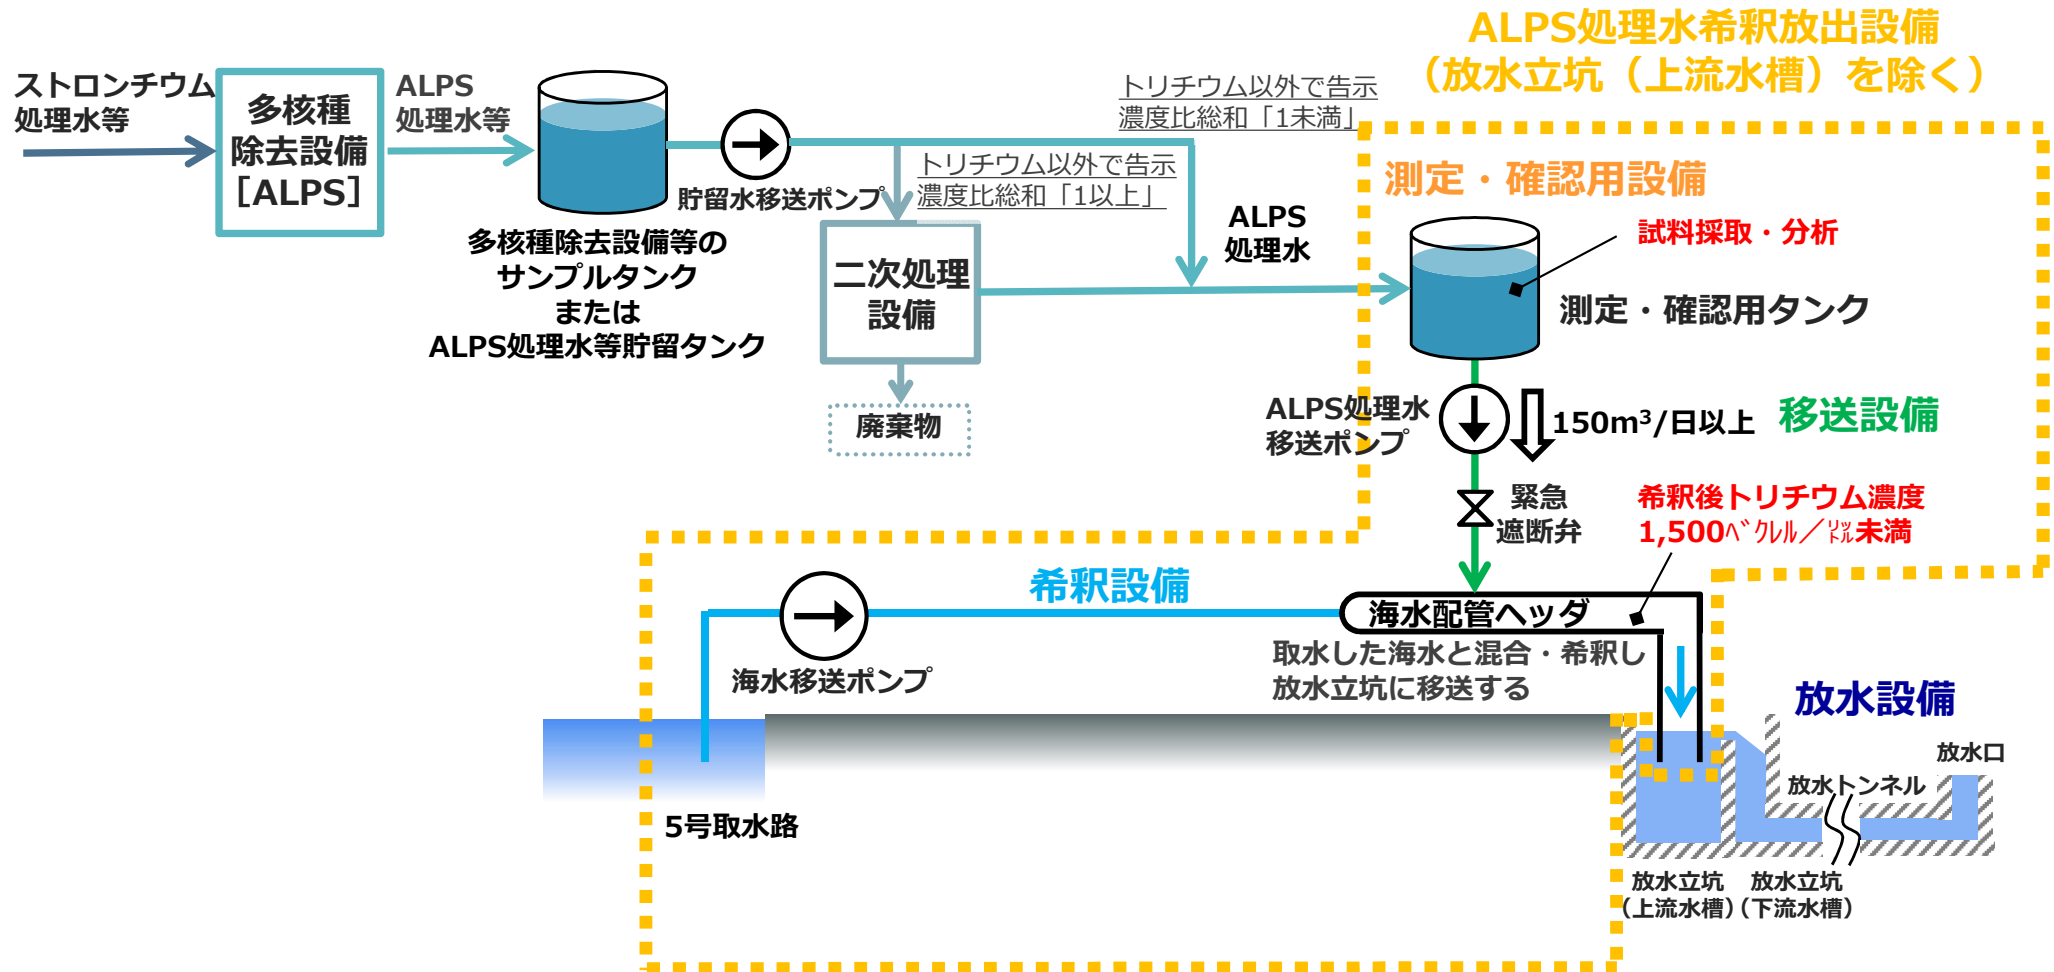 ALPS処理水希釈放出設備
（放水立坑（上流水槽）を除く）
ストロンチウム
処理水等
多核種
除去設備
［ALPS］
ALPS
処理水等
トリチウム以外で告示
濃度比総和「1未満」
トリチウム以外で告示
濃度比総和「1以上」
貯留水移送ポンプ
多核種除去設備等の
サンプルタンク
または
ALPS処理水等貯留タンク
二次処理
設備
廃棄物
ALPS
処理水
測定・確認用設備
試料採取・分析
測定・確認用タンク
ALPS処理水
移送ポンプ
150m³/日以上
移送設備
緊急
遮断弁
希釈後トリチウム濃度
1,500ﾍﾞｸﾚﾙ／㍑未満
希釈設備
海水配管ヘッダ
海水移送ポンプ
取水した海水と混合・希釈し
放水立坑に移送する
放水設備
放水口
放水トンネル
5号取水路
放水立坑
（上流水槽）
放水立坑
（下流水槽）